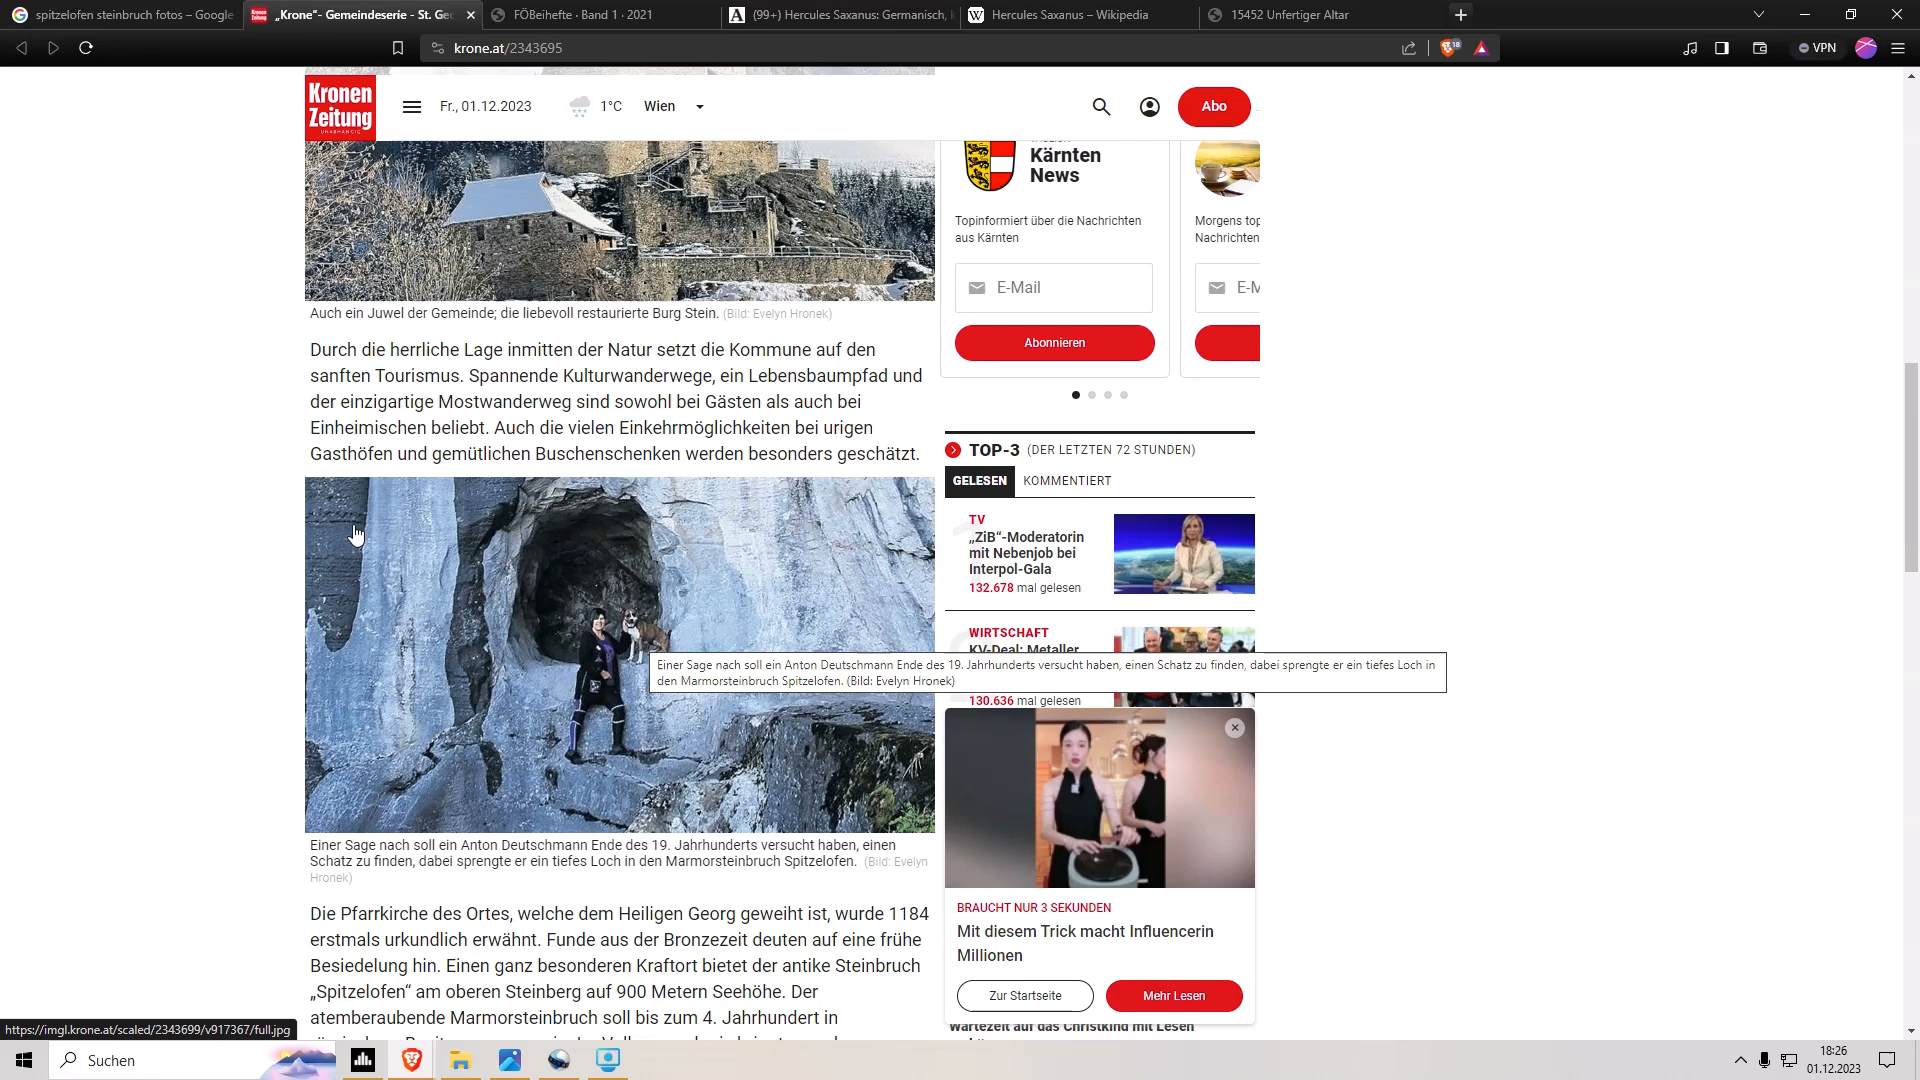 spitzelofen steinbruch fotos – Google
„Krone“- Gemeindeserie - St. Ge
FÖBeihefte · Band 1 · 2021
(99+) Hercules Saxanus: Germanisch,
Hercules Saxanus – Wikipedia
15452 Unfertiger Altar
krone.at/2343695
18
VPN
Kronen
Zeitung
UNABHÄNGIG
Fr., 01.12.2023
1°C
Wien
Abo
Kärnten
News
Topinformiert über die Nachrichten
aus Kärnten
E-Mail
Abonnieren
Morgens top
Nachrichten
E-M
Auch ein Juwel der Gemeinde; die liebevoll restaurierte Burg Stein. (Bild: Evelyn Hronek)
Durch die herrliche Lage inmitten der Natur setzt die Kommune auf den
sanften Tourismus. Spannende Kulturwanderwege, ein Lebensbaumpfad und
der einzigartige Mostwanderweg sind sowohl bei Gästen als auch bei
Einheimischen beliebt. Auch die vielen Einkehrmöglichkeiten bei urigen
Gasthöfen und gemütlichen Buschenschenken werden besonders geschätzt.
TOP-3 (DER LETZTEN 72 STUNDEN)
GELESEN KOMMENTIERT
TV
„ZiB“-Moderatorin
mit Nebenjob bei
Interpol-Gala
132.678 mal gelesen
WIRTSCHAFT
KV-Deal: Metaller
Einer Sage nach soll ein Anton Deutschmann Ende des 19. Jahrhunderts versucht haben, einen Schatz zu finden, dabei sprengte er ein tiefes Loch in
den Marmorsteinbruch Spitzelofen. (Bild: Evelyn Hronek)
130.636 mal gelesen
Einer Sage nach soll ein Anton Deutschmann Ende des 19. Jahrhunderts versucht haben, einen
Schatz zu finden, dabei sprengte er ein tiefes Loch in den Marmorsteinbruch Spitzelofen. (Bild: Evelyn
Hronek)
Die Pfarrkirche des Ortes, welche dem Heiligen Georg geweiht ist, wurde 1184
erstmals urkundlich erwähnt. Funde aus der Bronzezeit deuten auf eine frühe
Besiedelung hin. Einen ganz besonderen Kraftort bietet der antike Steinbruch
„Spitzelofen“ am oberen Steinberg auf 900 Metern Seehöhe. Der
atemberaubende Marmorsteinbruch soll bis zum 4. Jahrhundert in
BRAUCHT NUR 3 SEKUNDEN
Mit diesem Trick macht Influencerin
Millionen
Zur Startseite
Mehr Lesen
Wartezeit auf das Christkind mit Lesen
https://imgl.krone.at/scaled/2343699/v917367/full.jpg
Suchen
18:26
01.12.2023